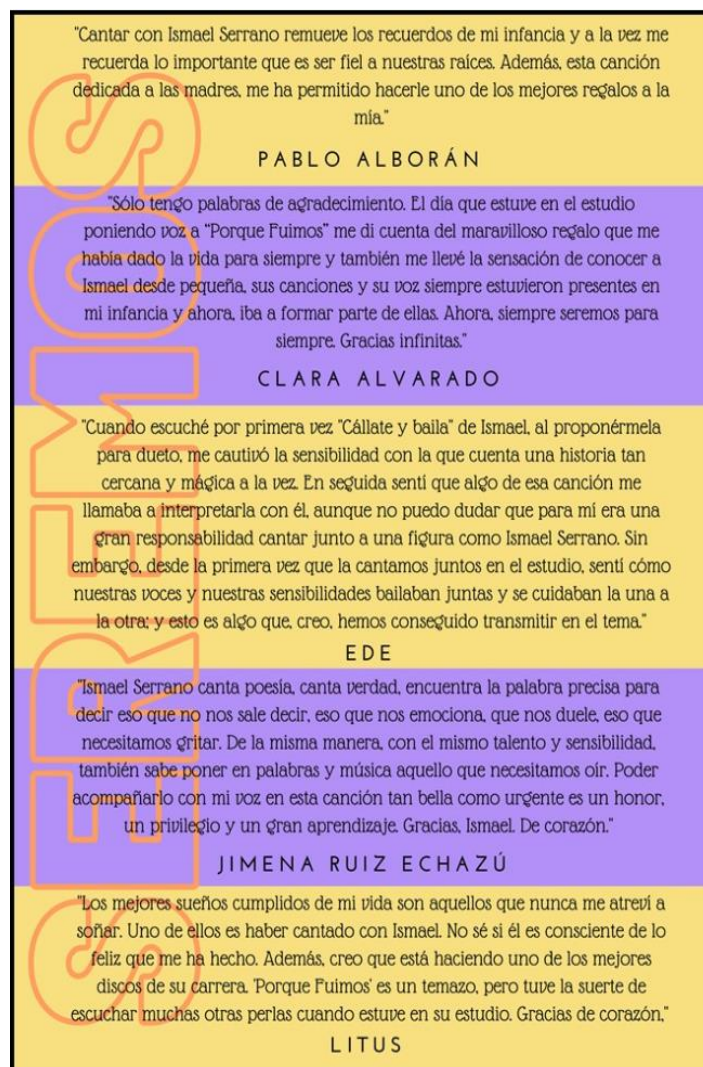 "Cantar con Ismael Serrano remueve los recuerdos de mi infancia y a la vez me
recuerda lo importante que es ser fiel a nuestras raíces. Además, esta canción
dedicada a las madres, me ha permitido hacerle uno de los mejores regalos a la
mía."
PABLO ALBORÁN
"Sólo tengo palabras de agradecimiento. El día que estuve en el estudio
poniendo voz a "Porque Fuimos" me di cuenta del maravilloso regalo que me
había dado la vida para siempre y también me llevé la sensación de conocer a
Ismael desde pequeña, sus canciones y su voz siempre estuvieron presentes en
mi infancia y ahora, iba a formar parte de ellas. Ahora, siempre seremos para
siempre. Gracias infinitas."
CLARA ALVARADO
"Cuando escuché por primera vez "Cállate y baila" de Ismael, al proponérmela
para dueto, me cautivó la sensibilidad con la que cuenta una historia tan
cercana y mágica a la vez. En seguida sentí que algo de esa canción me
llamaba a interpretarla con él, aunque no puedo dudar que para mí era una
gran responsabilidad cantar junto a una figura como Ismael Serrano. Sin
embargo, desde la primera vez que la cantamos juntos en el estudio, sentí cómo
nuestras voces y nuestras sensibilidades bailaban juntas y se cuidaban la una a
la otra; y esto es algo que, creo, hemos conseguido transmitir en el tema."
EDE
"Ismael Serrano canta poesía, canta verdad, encuentra la palabra precisa para
decir eso que no nos sale decir, eso que nos emociona, que nos duele, eso que
necesitamos gritar. De la misma manera, con el mismo talento y sensibilidad,
también sabe poner en palabras y música aquello que necesitamos oír. Poder
acompañarlo con mi voz en esta canción tan bella como urgente es un honor,
un privilegio y un gran aprendizaje. Gracias, Ismael. De corazón."
JIMENA RUIZ ECHAZÚ
"Los mejores sueños cumplidos de mi vida son aquellos que nunca me atreví a
soñar. Uno de ellos es haber cantado con Ismael. No sé si él es consciente de lo
feliz que me ha hecho. Además, creo que está haciendo uno de los mejores
discos de su carrera. 'Porque Fuimos' es un temazo, pero tuve la suerte de
escuchar muchas otras perlas cuando estuve en su estudio. Gracias de corazón,"
LITUS
SEREMOS